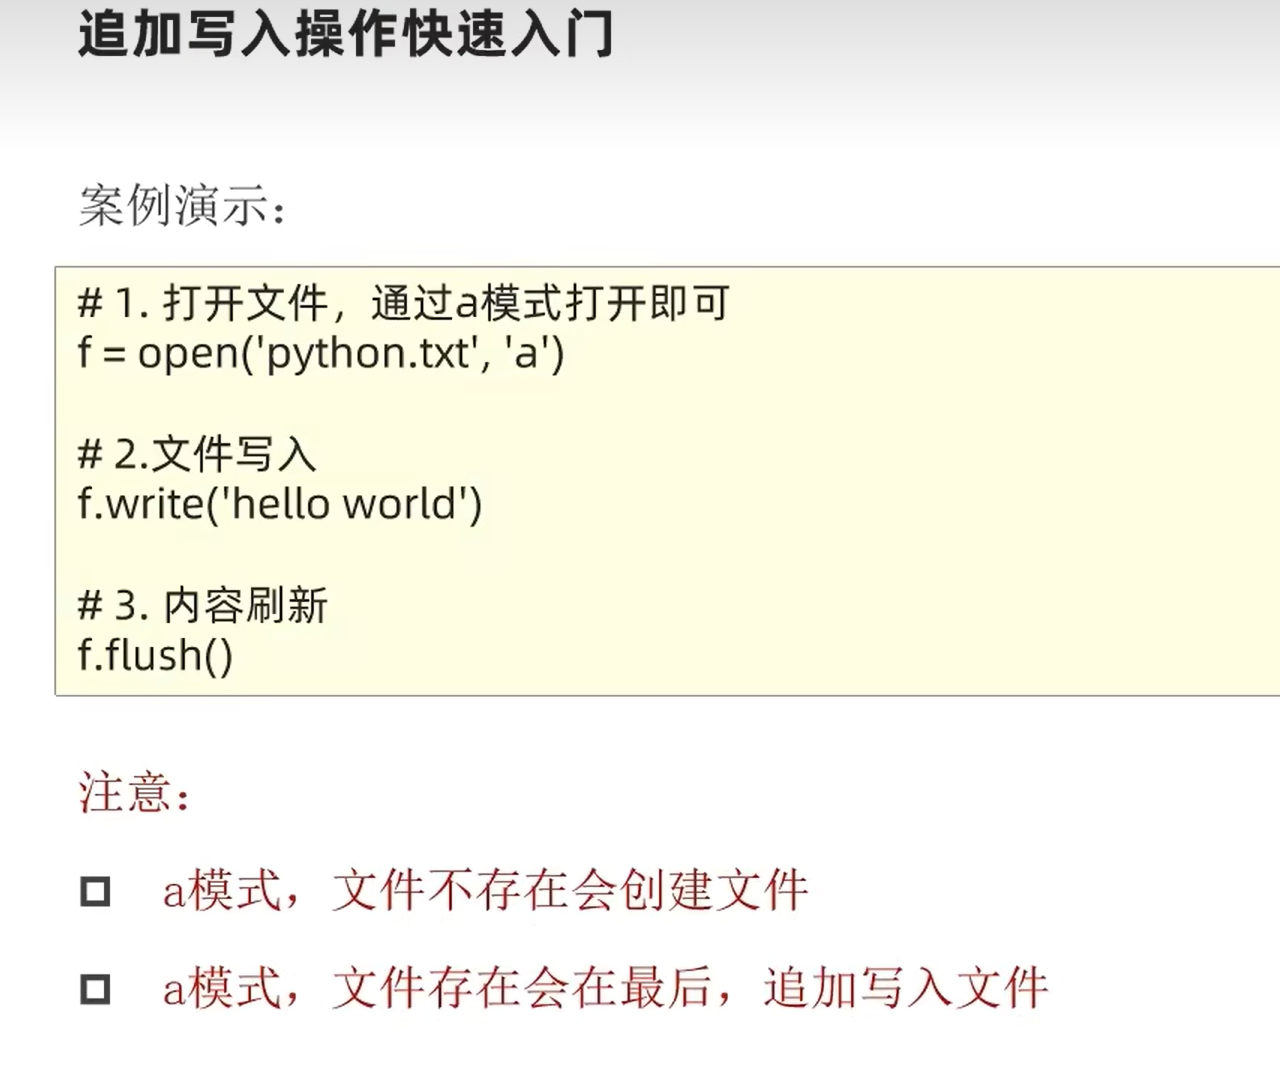 追加写入操作快速入门
案例演示：
# 1. 打开文件，通过a模式打开即可
f = open('python.txt', 'a')
# 2.文件写入
f.write('hello world')
# 3. 内容刷新
f.flush()
注意：
a模式，文件不存在会创建文件
a模式，文件存在会在最后，追加写入文件